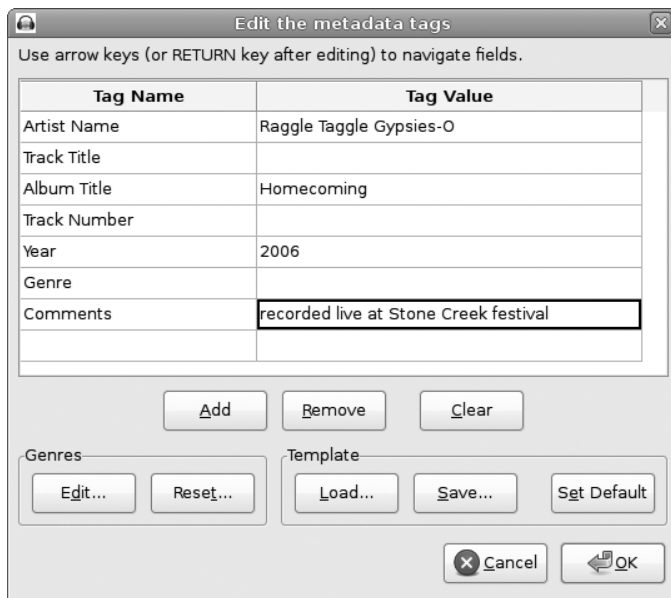 Edit the metadata tags
Use arrow keys (or RETURN key after editing) to navigate fields.
Tag Name Tag Value
Artist Name Raggle Taggle Gypsies-O
Track Title
Album Title Homecoming
Track Number
Year 2006
Genre
Comments recorded live at Stone Creek festival
Add Remove Clear
Genres Template
Edit... Reset... Load... Save... Set Default
Cancel OK